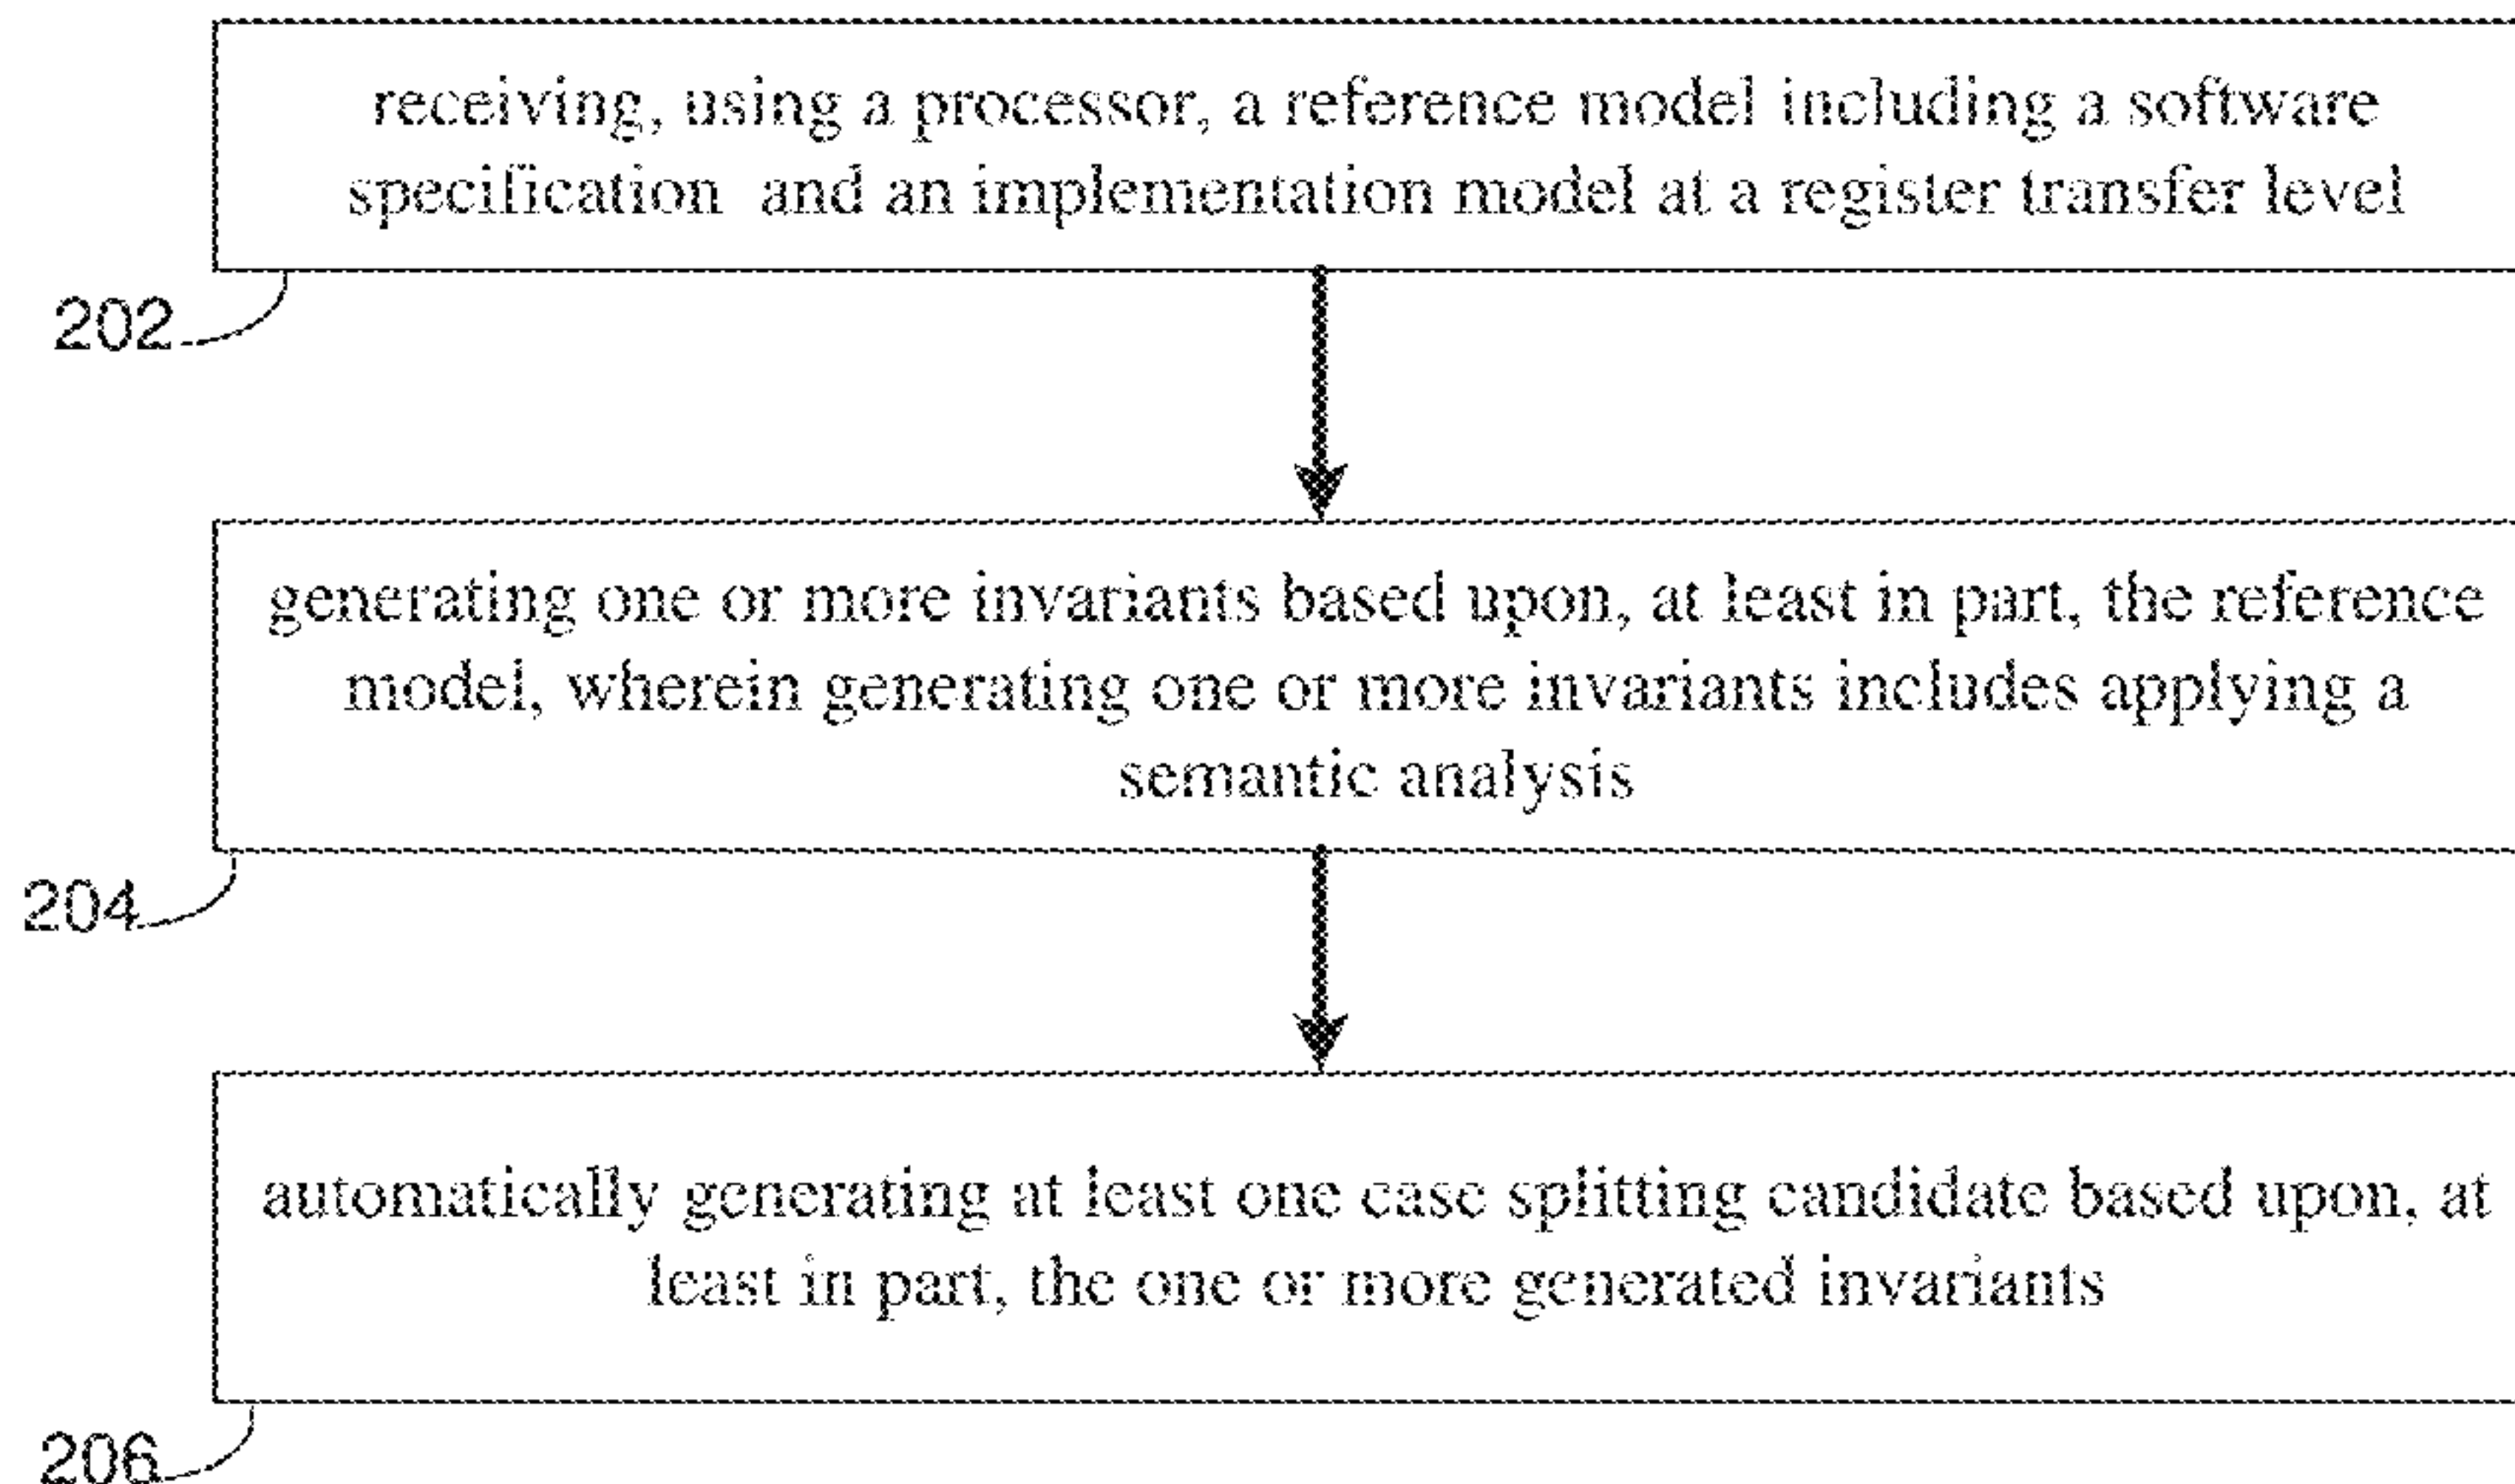 receiving, using a processor, a reference model including a software
specification and an implementation model at a register transfer level
202
generating one or more invariants based upon, at least in part, the reference
model, wherein generating one or more invariants includes applying a
semantic analysis
204
automatically generating at least one case splitting candidate based upon, at
least in part, the one or more generated invariants
206